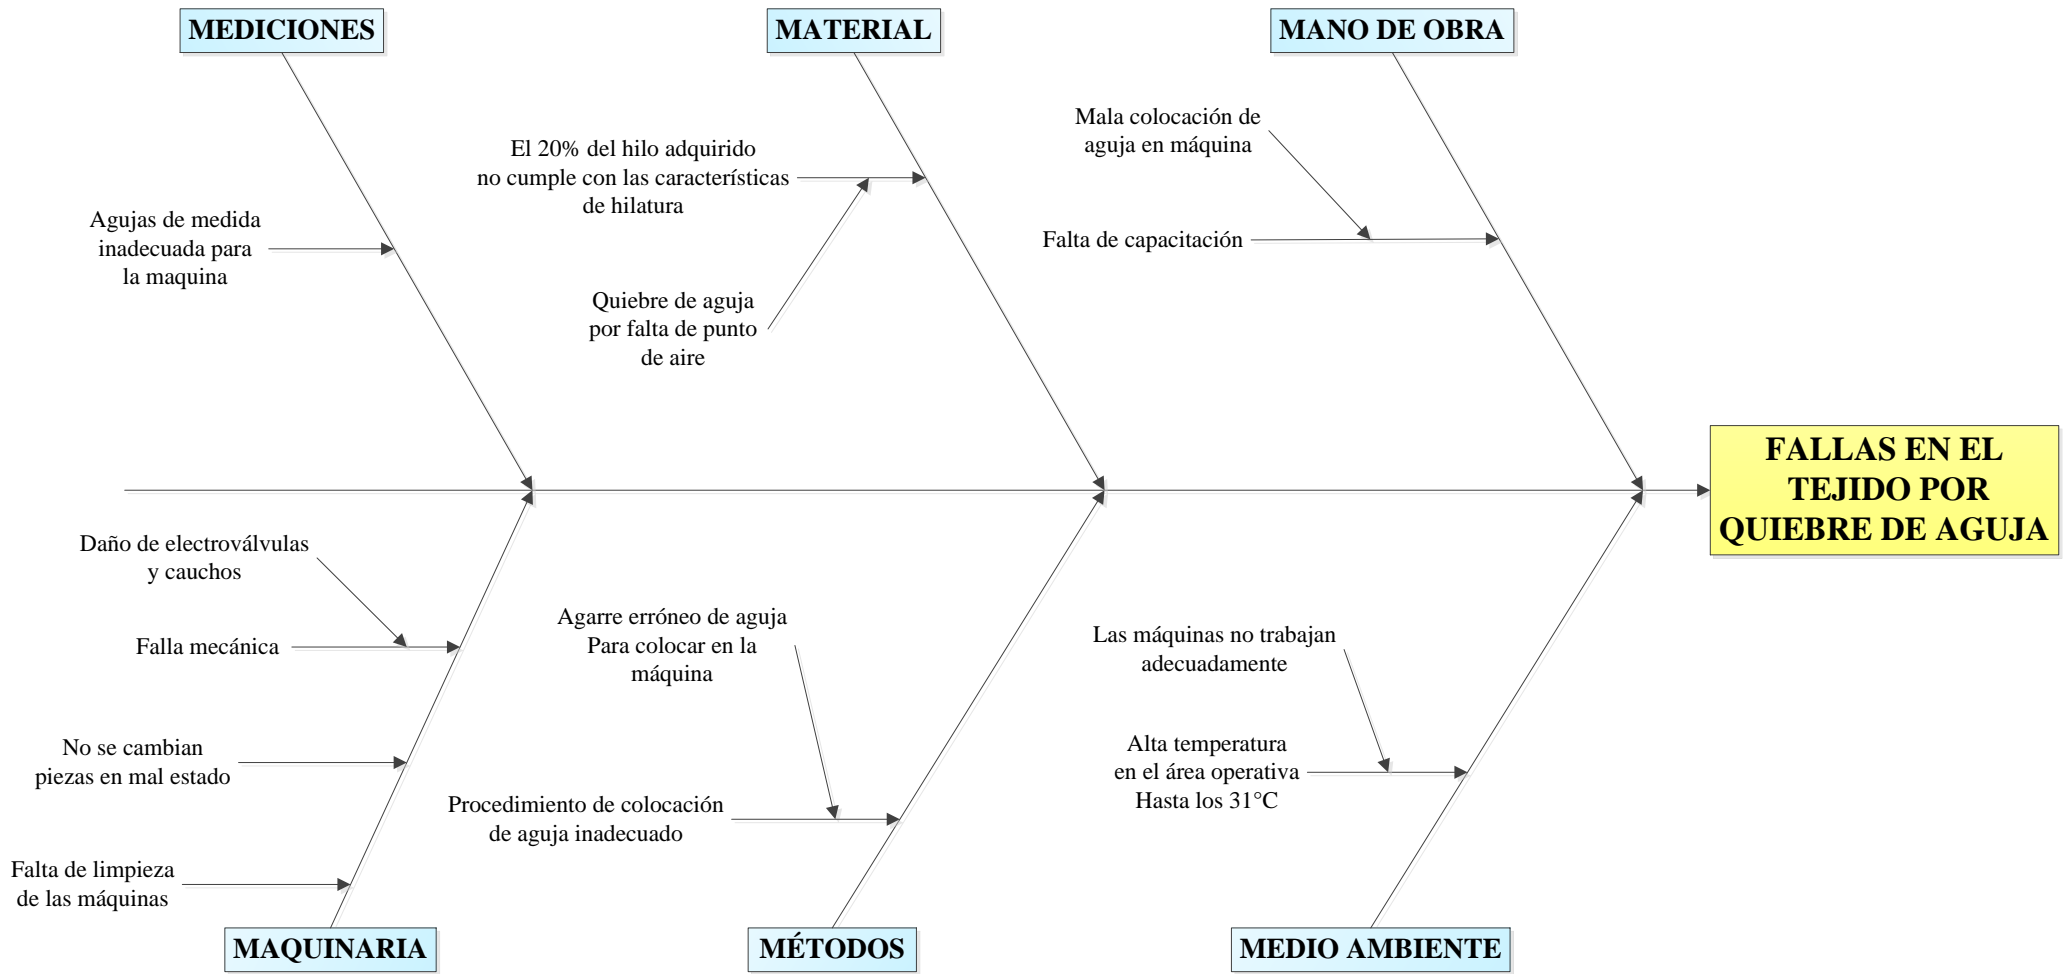 MEDICIONES
MATERIAL
MANO DE OBRA
Mala colocación de
aguja en máquina
El 20% del hilo adquirido
no cumple con las características
de hilatura
Agujas de medida
inadecuada para
la maquina
Falta de capacitación
Quiebre de aguja
por falta de punto
de aire
FALLAS EN EL
TEJIDO POR
QUIEBRE DE AGUJA
Daño de electroválvulas
y cauchos
Falla mecánica
No se cambian
piezas en mal estado
Falta de limpieza
de las máquinas
Agarre erróneo de aguja
Para colocar en la
máquina
Procedimiento de colocación
de aguja inadecuado
Las máquinas no trabajan
adecuadamente
Alta temperatura
en el área operativa
Hasta los 31°C
MAQUINARIA
MÉTODOS
MEDIO AMBIENTE